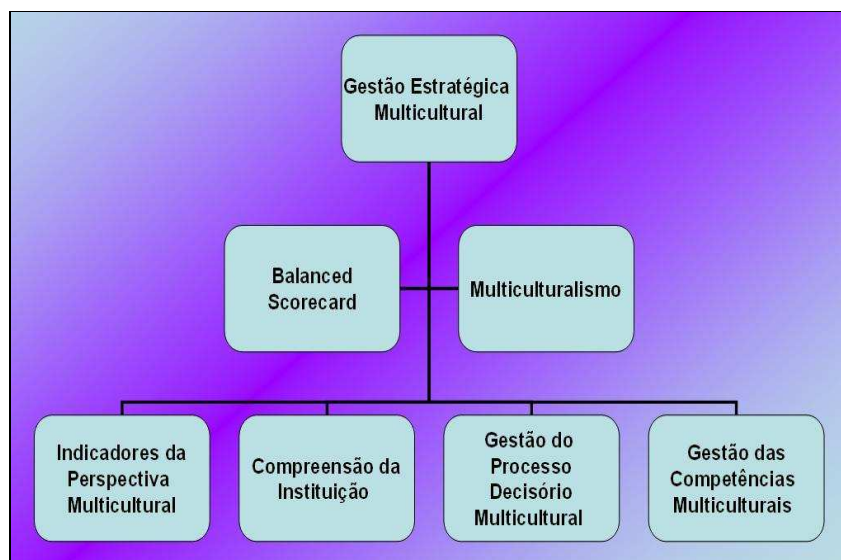 Gestão Estratégica
Multicultural
Balanced
Scorecard
Multiculturalismo
Indicadores da
Perspectiva
Multicultural
Compreensão da
Instituição
Gestão do
Processo
Decisório
Multicultural
Gestão das
Competências
Multiculturais